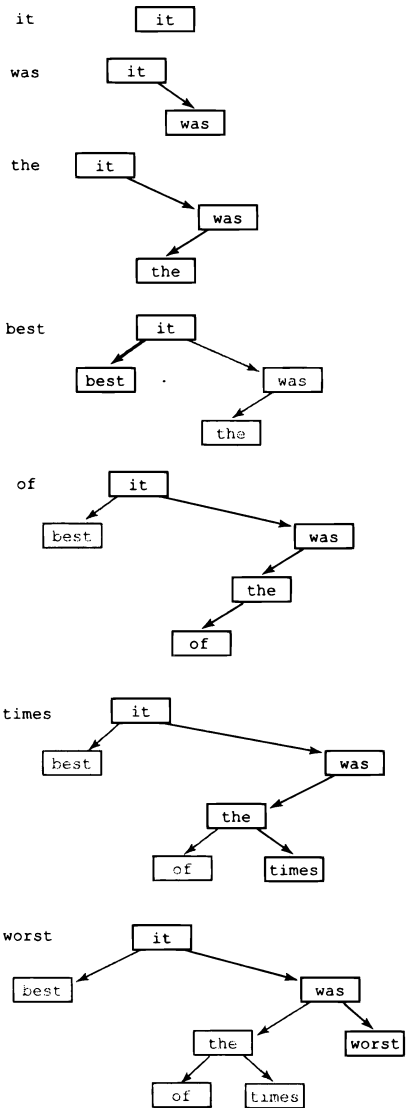 it it
was it
was
the it
was
the
best it
best was
the
of it
best was
the
of
times it
best was
the
of times
worst it
best was
the worst
of times